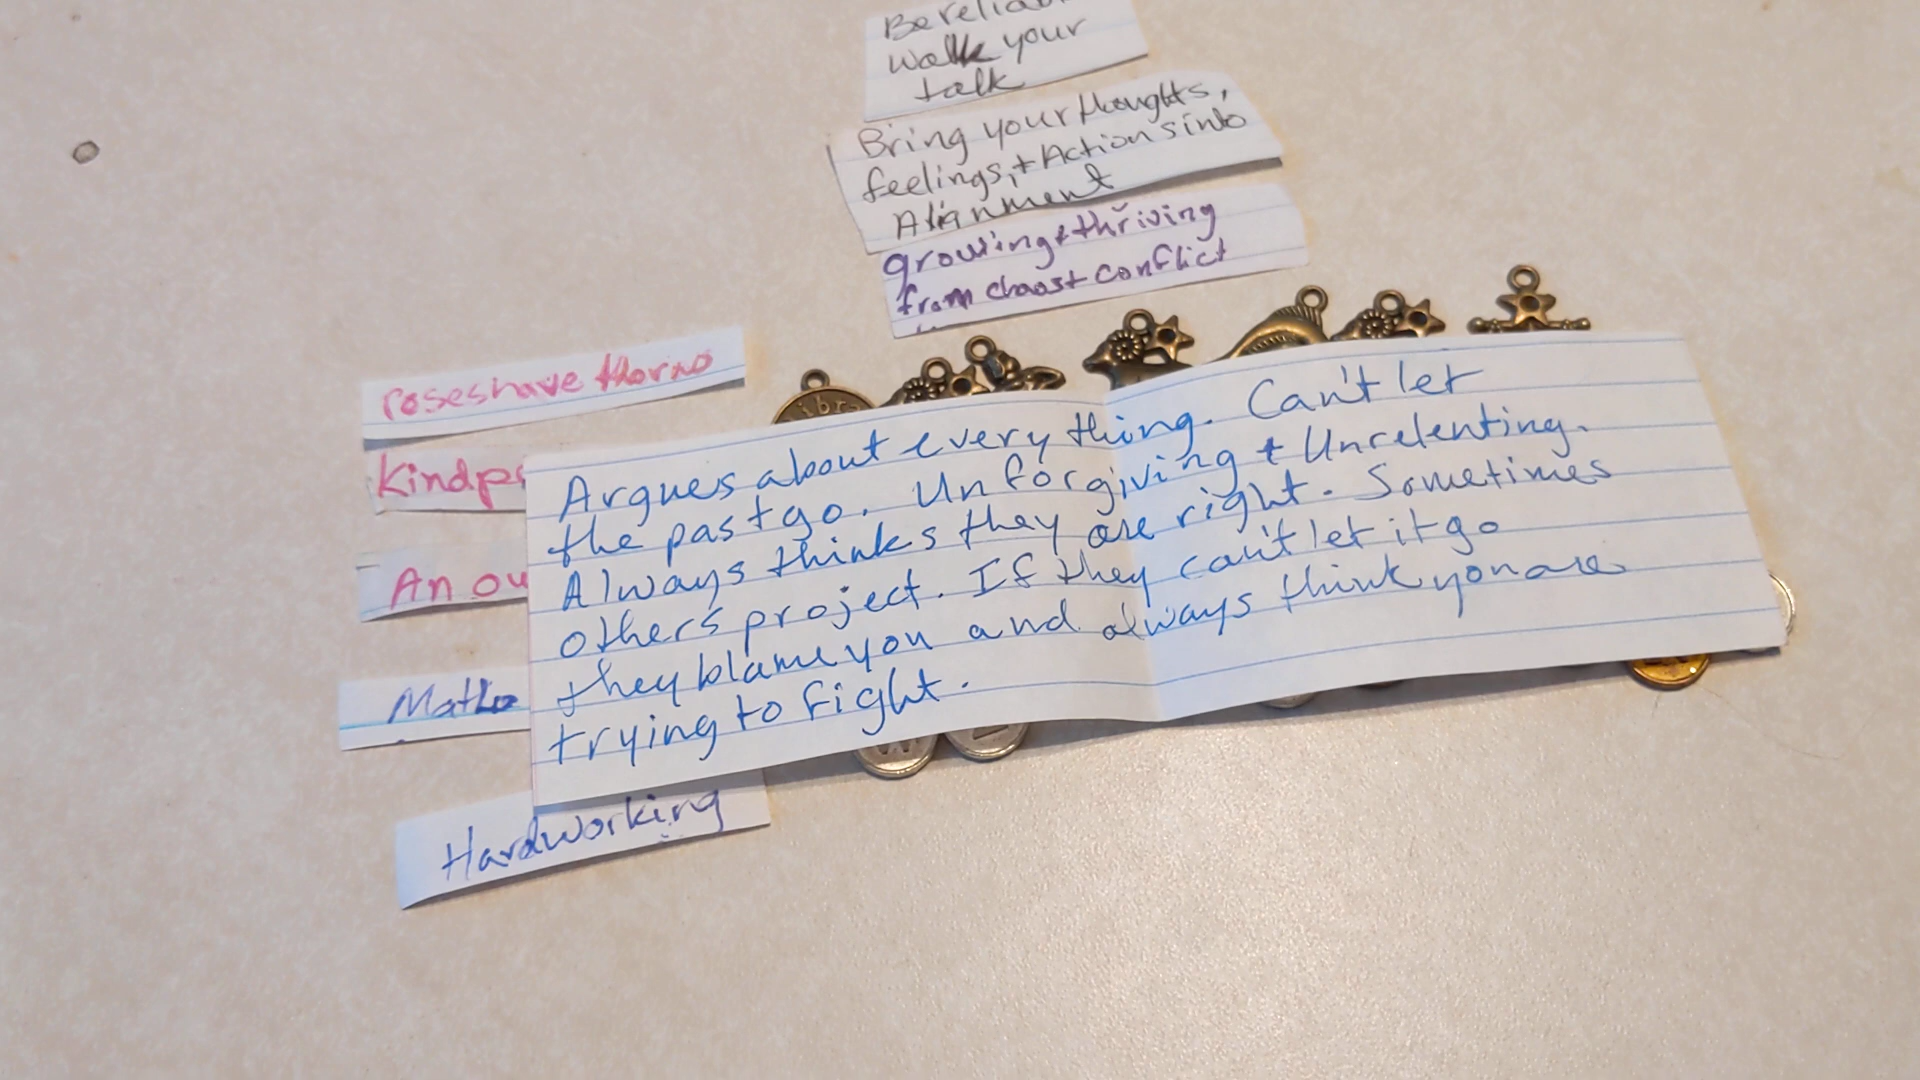 walk your
talk
Bring your thoughts,
feelings, + Actions into
Alignment
growing + thriving
from chaos + conflict
roses have thorns
Kind
An
Argues about everything. Can't let
the past go. Unforgiving + Unrelenting.
Always thinks they are right. Sometimes
others project. If they can't let it go
they blame you and always think you are
trying to fight.
Hardworking